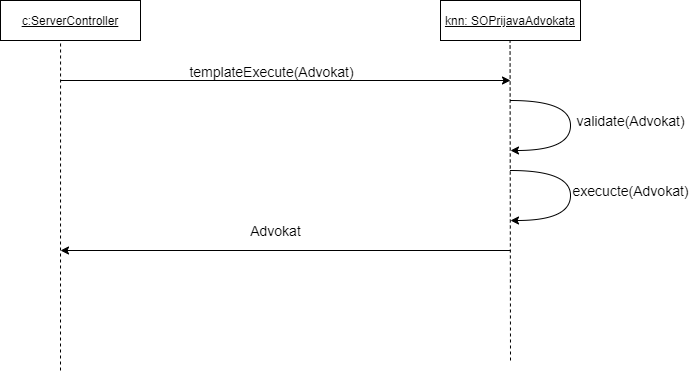 c:ServerController
knn: SOPrijavaAdvokata
templateExecute(Advokat)
validate(Advokat)
execucte(Advokat)
Advokat